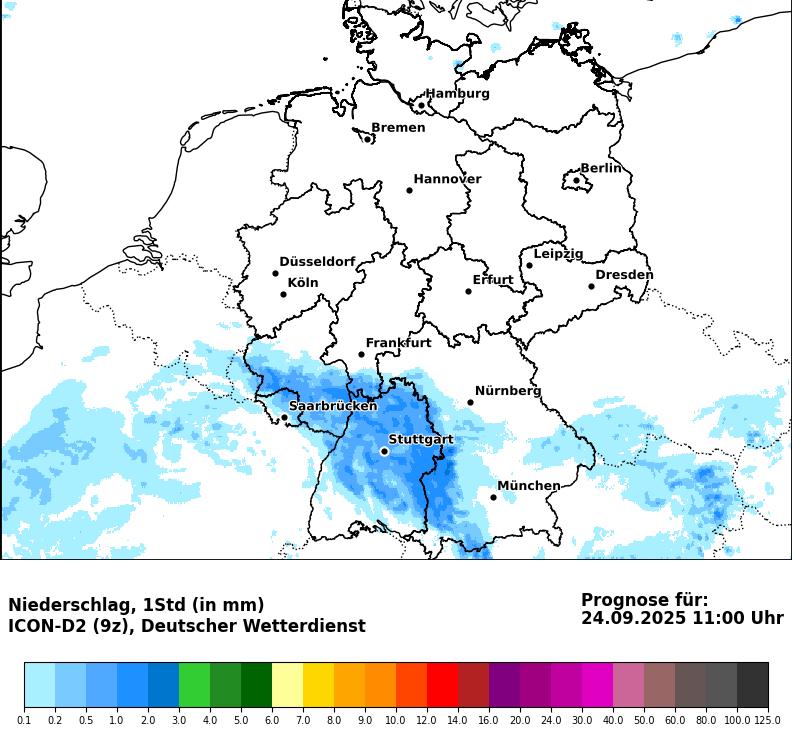 Hamburg
Bremen
Berlin
Hannover
Leipzig
Düsseldorf
Dresden
Erfurt
Köln
Frankfurt
Nürnberg
Saarbrücken
Stuttgart
München
Niederschlag, 1Std (in mm)
ICON-D2 (9z), Deutscher Wetterdienst
Prognose für:
24.09.2025 11:00 Uhr
0.1 0.2 0.5 1.0 2.0 3.0 4.0 5.0 6.0 7.0 8.0 9.0 10.0 12.0 14.0 16.0 20.0 24.0 30.0 40.0 50.0 60.0 80.0 100.0 125.0